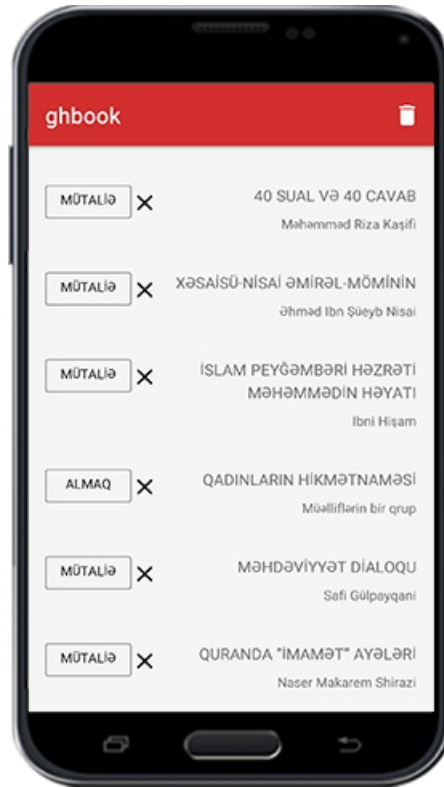 ghbook
MÜTALİƏ
40 SUAL VƏ 40 CAVAB
Məhəmməd Riza Kaşifi
MÜTALİƏ
XƏSAİSÜ-NİSAİ ƏMİRƏL-MÖMİNİN
Əhməd Ibn Şüeyb Nisai
MÜTALİƏ
İSLAM PEYĞƏMBƏRİ HƏZRƏTİ
MƏHƏMMƏDİN HƏYATI
Ibni Hişam
ALMAQ
QADINLARIN HİKMƏTNAMƏSİ
Müəlliflərin bir qrup
MÜTALİƏ
MƏHDƏVİYYƏT DİALOQU
Safi Gülpayqani
MÜTALİƏ
QURANDA "İMAMƏT" AYƏLƏRİ
Naser Makarem Shirazi